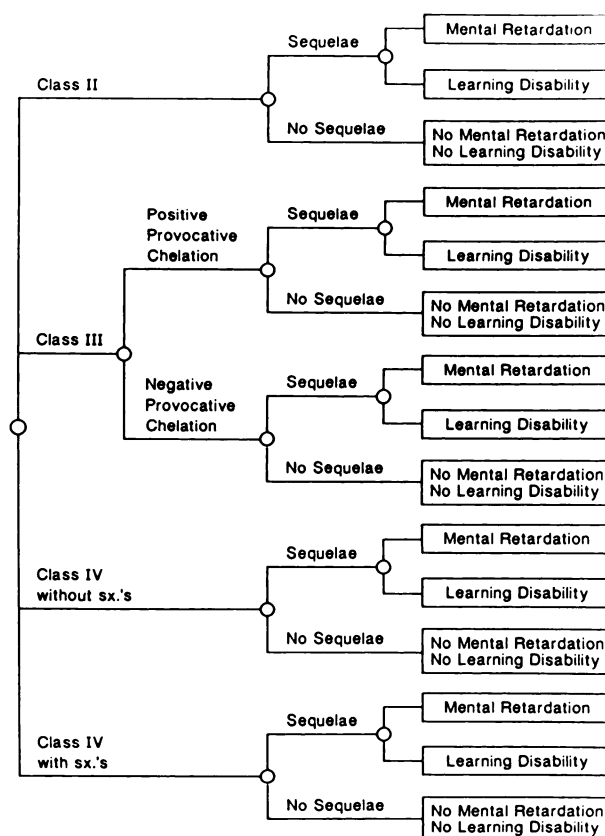 Mental Retardation
Sequelae
Class II
Learning Disability
No Sequelae
No Mental Retardation
No Learning Disability
Positive
Provocative
Chelation
Sequelae
Mental Retardation
Learning Disability
No Sequelae
No Mental Retardation
No Learning Disability
Class III
Negative
Provocative
Chelation
Sequelae
Mental Retardation
Learning Disability
No Sequelae
No Mental Retardation
No Learning Disability
Class IV
without sx.'s
Sequelae
Mental Retardation
Learning Disability
No Sequelae
No Mental Retardation
No Learning Disability
Class IV
with sx.'s
Sequelae
Mental Retardation
Learning Disability
No Sequelae
No Mental Retardation
No Learning Disability